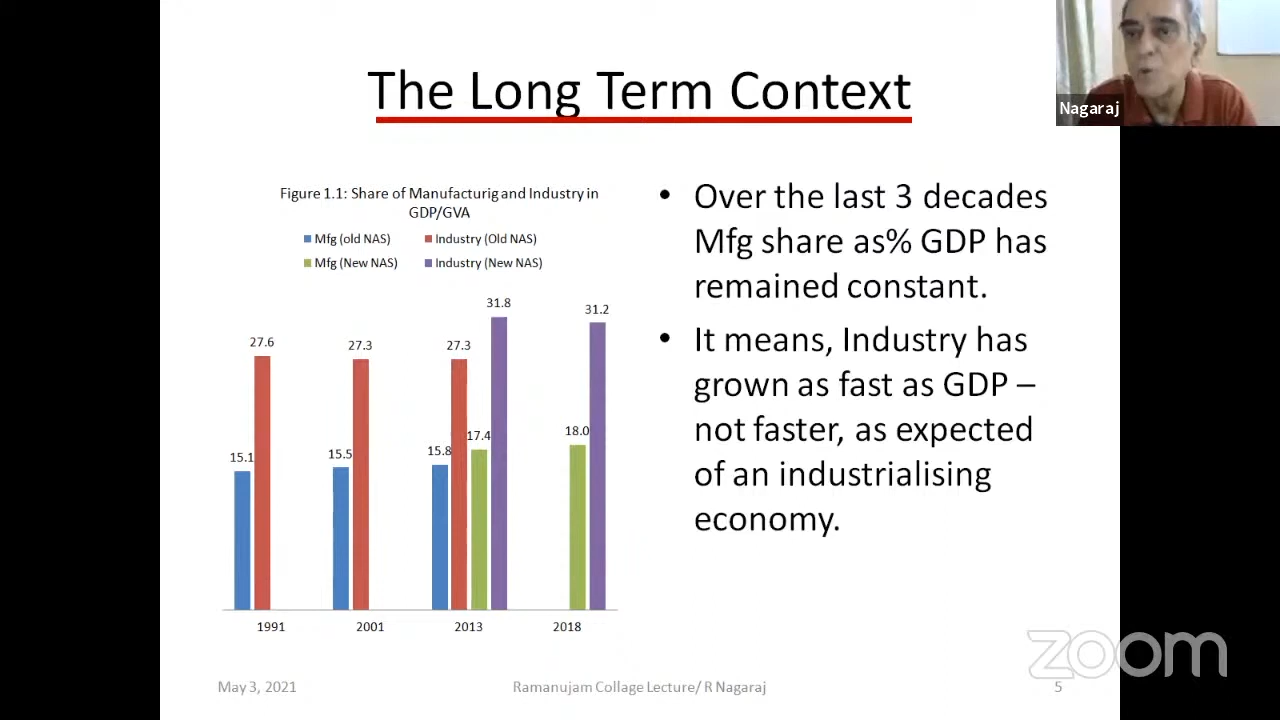 The Long Term Context
Nagaraj
Figure 1.1: Share of Manufacturig and Industry in
GDP/GVA
Mfg (old NAS) Industry (Old NAS)
Mfg (New NAS) Industry (New NAS)
31.8
31.2
27.6
27.3
27.3
17.4
18.0
15.1
15.5
15.8
1991 2001 2013 2018
• Over the last 3 decades
Mfg share as% GDP has
remained constant.
• It means, Industry has
grown as fast as GDP –
not faster, as expected
of an industrialising
economy.
zoom
May 3, 2021 Ramanujam Collage Lecture/ R Nagaraj 5